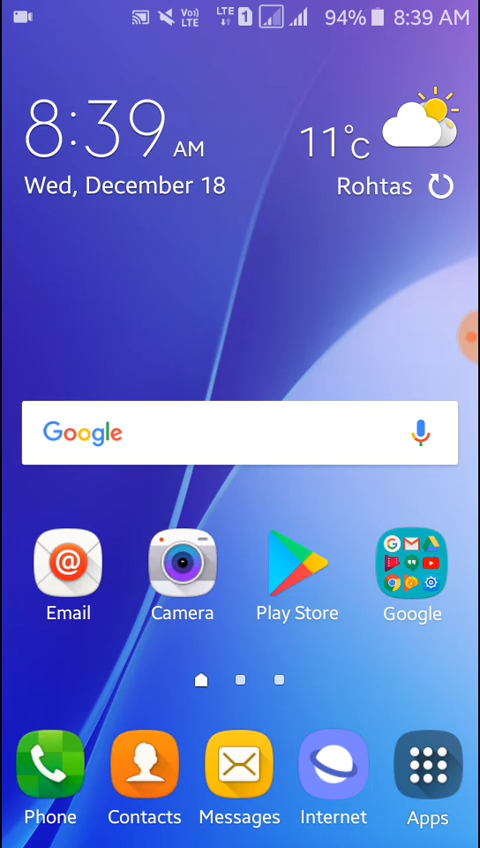 Vo))
LTE
LTE
1
94%
8:39 AM
8:39 AM
11°c
Wed, December 18
Rohtas
Google
@
Email
Camera
Play Store
Google
Phone
Contacts
Messages
Internet
Apps